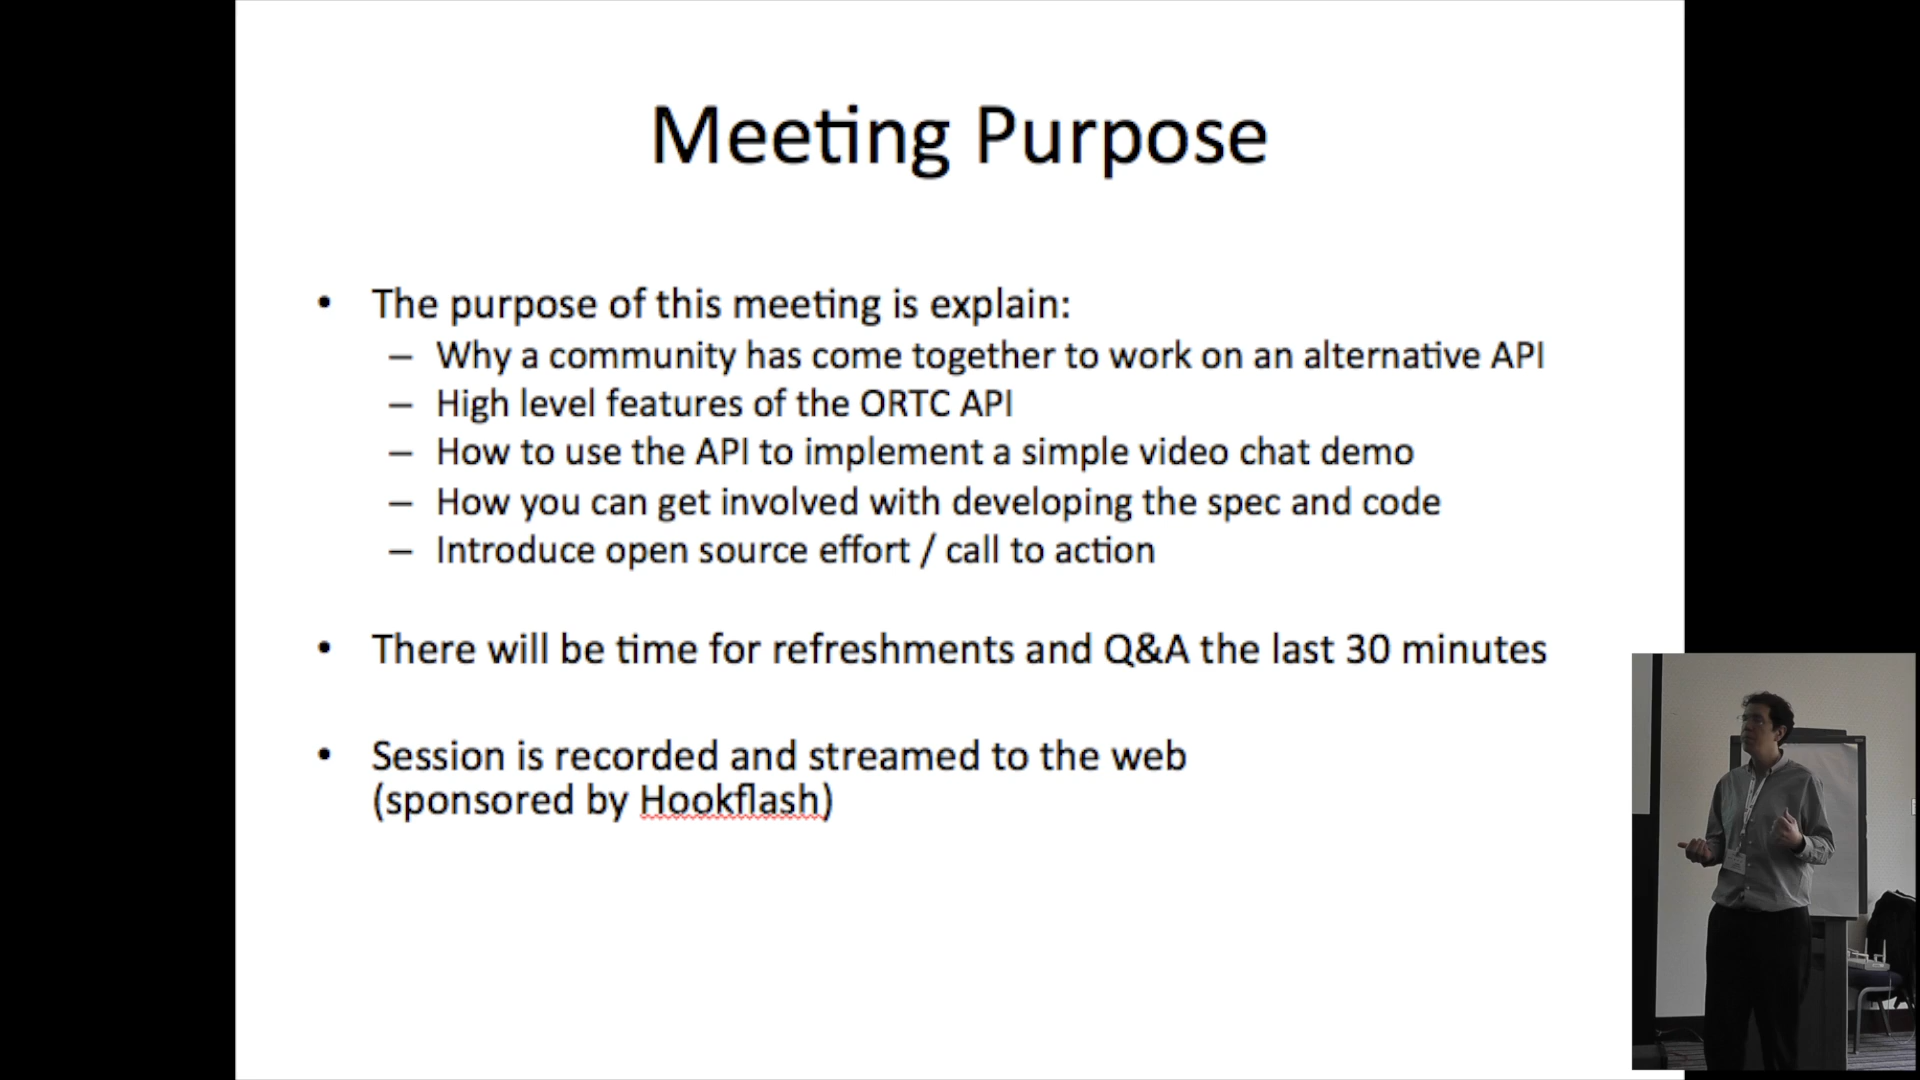 Meeting Purpose
• The purpose of this meeting is explain:
– Why a community has come together to work on an alternative API
– High level features of the ORTC API
– How to use the API to implement a simple video chat demo
– How you can get involved with developing the spec and code
– Introduce open source effort / call to action
• There will be time for refreshments and Q&A the last 30 minutes
• Session is recorded and streamed to the web
(sponsored by Hookflash)